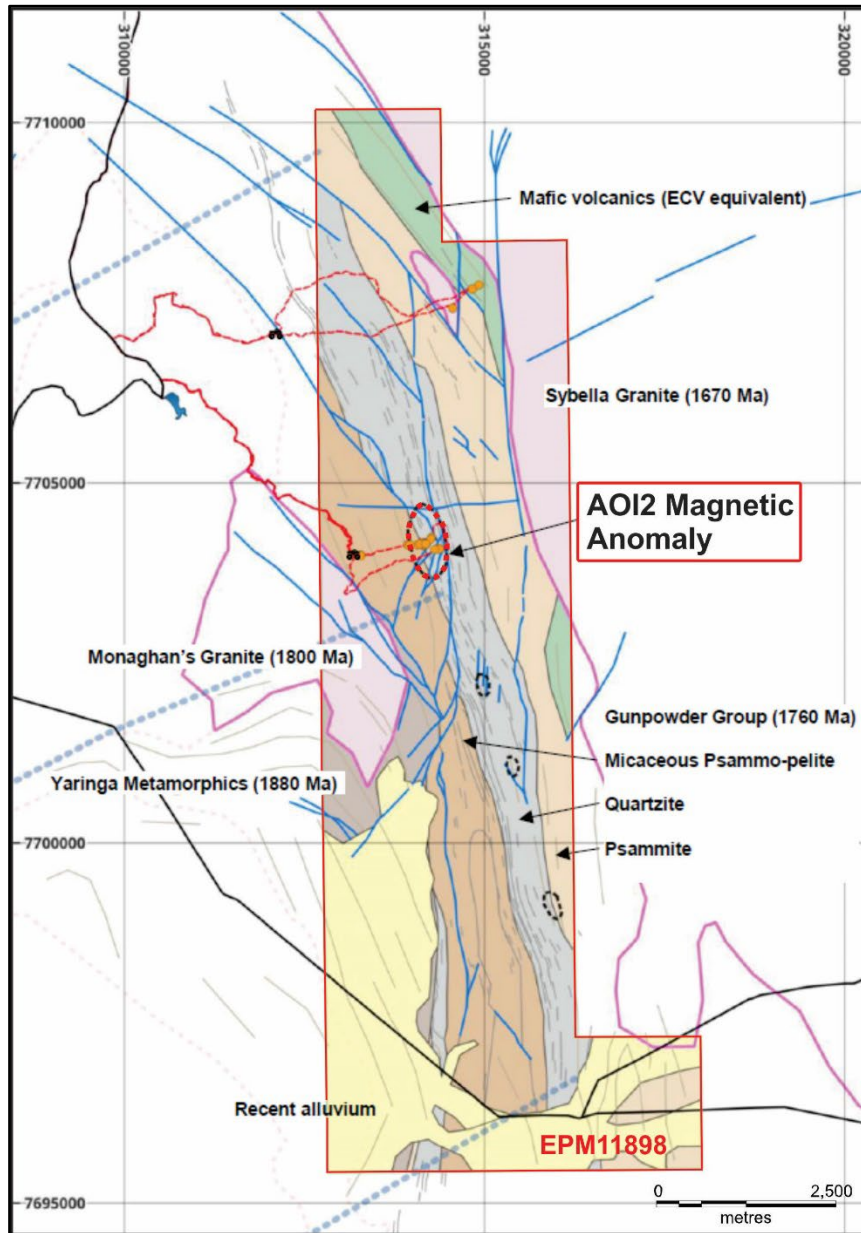 310000
315000
320000
7710000
Mafic volcanics (ECV equivalent)
Sybella Granite (1670 Ma)
7705000
AOI2 Magnetic
Anomaly
Monaghan's Granite (1800 Ma)
Gunpowder Group (1760 Ma)
Micaceous Psammo-pelite
Yaringa Metamorphics (1880 Ma)
Quartzite
7700000
Psammite
Recent alluvium
EPM11898
7695000
0 2,500
metres